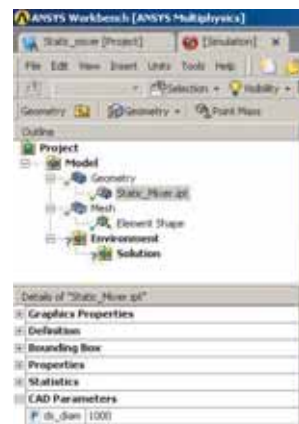 ANSYS Workbench [ANSYS Multiphysics]
Static_mixer [Project] [Simulation]
File Edit View Insert Units Tools Help
Selection Visibility
Geometry Geometry Point Mass
Outline
Project
Model
Geometry
Static_Mixer.ipt
Mesh
Element Shape
Environment
Solution
Details of "Static_Mixer.ipt"
Graphics Properties
Definition
Bounding Box
Properties
Statistics
CAD Parameters
P ds_diam 1000